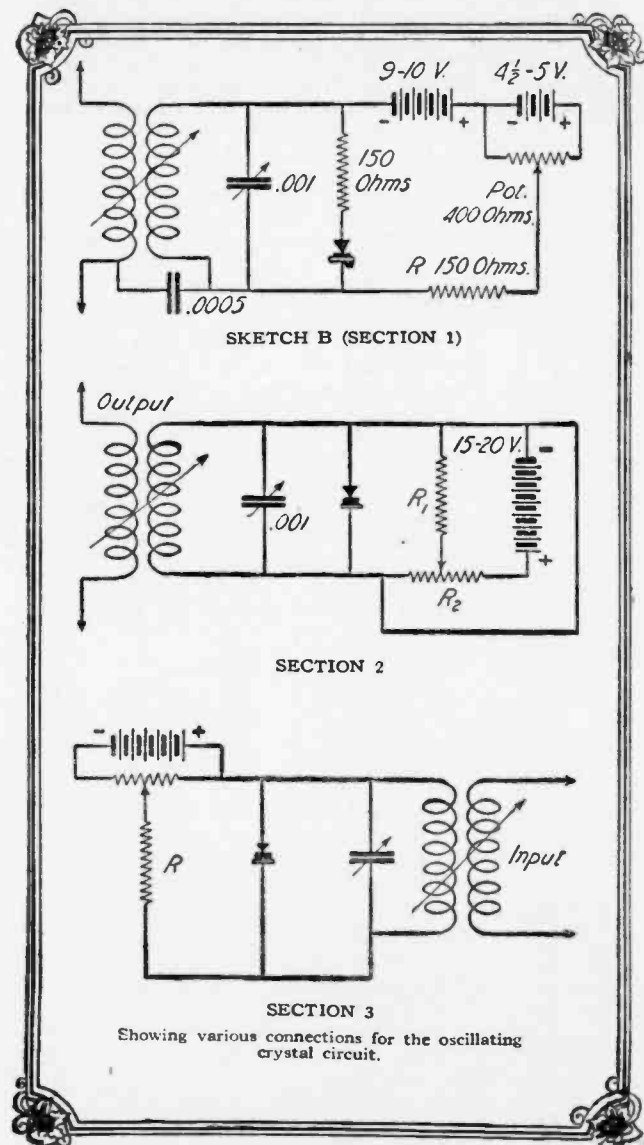 9-10 V.
4½-5 V.
- +
- +
150
Ohms
.001
Pot.
400 Ohms.
R 150 Ohms.
.0005
SKETCH B (SECTION 1)
Output
15-20 V.
-
.001
R₁
+
R₂
SECTION 2
- +
R
Input
SECTION 3
Showing various connections for the oscillating
crystal circuit.